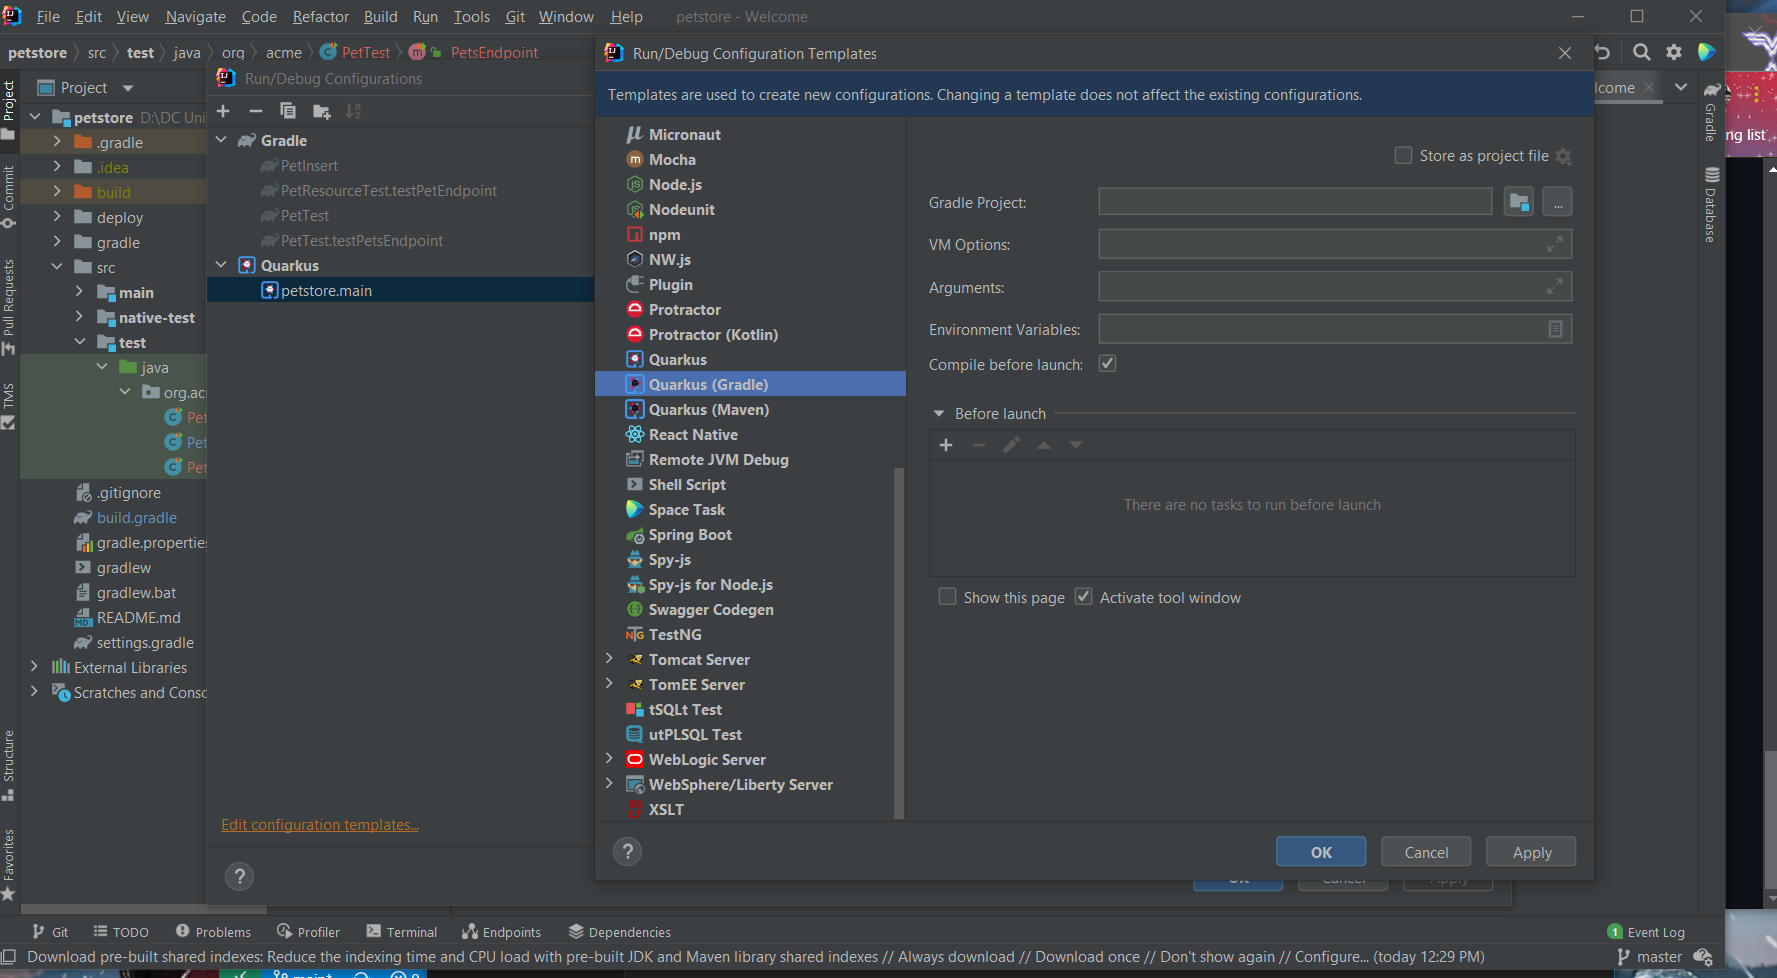 File Edit View Navigate Code Refactor Build Run Tools Git Window Help petstore - Welcome
petstore src test java org acme PetTest PetsEndpoint
Run/Debug Configurations
Run/Debug Configuration Templates
Templates are used to create new configurations. Changing a template does not affect the existing configurations.
Project
petstore D:\DC Uni
.gradle
.idea
build
deploy
gradle
src
main
native-test
test
java
org.ac
Pet
Pet
Pet
.gitignore
build.gradle
gradle.propertie
gradlew
gradlew.bat
README.md
settings.gradle
External Libraries
Scratches and Conso
Project
Commit
Pull Requests
TMS
Structure
Favorites
Gradle
PetInsert
PetResourceTest.testPetEndpoint
PetTest
PetTest.testPetsEndpoint
Quarkus
petstore.main
Edit configuration templates...
?
Micronaut
Mocha
Node.js
Nodeunit
npm
NW.js
Plugin
Protractor
Protractor (Kotlin)
Quarkus
Quarkus (Gradle)
Quarkus (Maven)
React Native
Remote JVM Debug
Shell Script
Space Task
Spring Boot
Spy-js
Spy-js for Node.js
Swagger Codegen
TestNG
Tomcat Server
TomEE Server
tSQLt Test
utPLSQL Test
WebLogic Server
WebSphere/Liberty Server
XSLT
Store as project file
Gradle Project:
...
VM Options:
Arguments:
Environment Variables:
Compile before launch:
Before launch
There are no tasks to run before launch
Show this page Activate tool window
?
OK Cancel Apply
OK Cancel Apply
lcome
Gradle
Database
ng list
Git TODO Problems Profiler Terminal Endpoints Dependencies 1 Event Log
Download pre-built shared indexes: Reduce the indexing time and CPU load with pre-built JDK and Maven library shared indexes // Always download // Download once // Don't show again // Configure... (today 12:29 PM) master